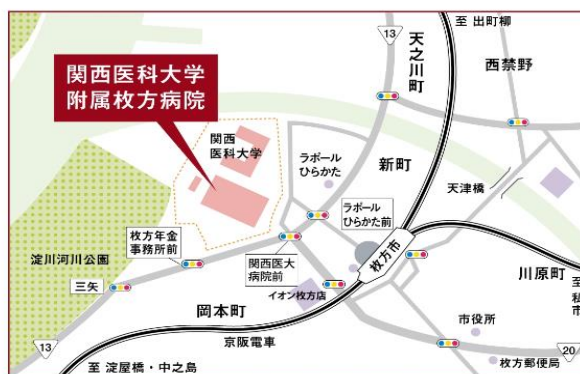 至 出町柳
13
天之川町
西禁野
関西医科大学
附属枚方病院
関西
医科大学
ラポール
ひらかた
新町
天津橋
ラポール
ひらかた前
枚方年金
事務所前
淀川河川公園
関西医大
病院前
枚方市
川原町
三矢
イオン枚方店
岡本町
市役所
至 私市
京阪電車
13
20
至 淀屋橋・中之島
枚方郵便局